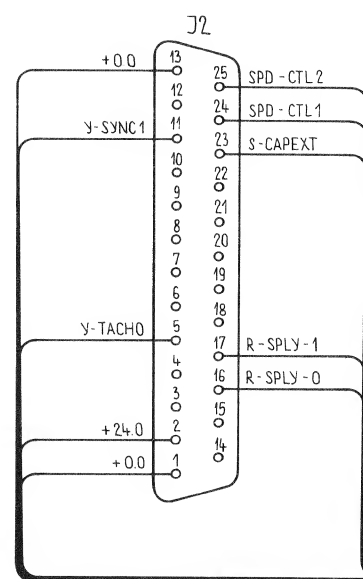 J2
+0.0 13
25 SPD-CTL2
12
24 SPD-CTL1
Y-SYNC1 11
23 S-CAPEXT
10
22
9
21
8
20
7
19
6
18
Y-TACHO 5
17 R-SPLY-1
4
16 R-SPLY-0
3
15
+24.0 2
14
+0.0 1